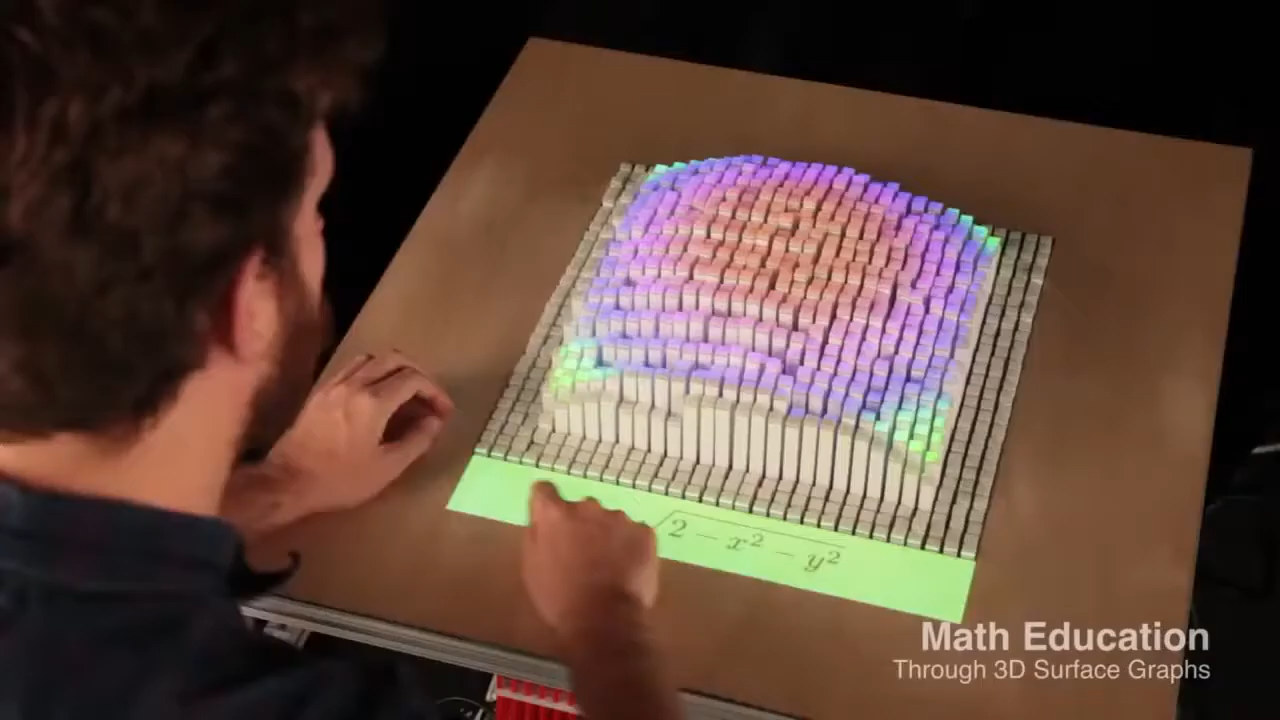 √2 − x² − y²
Math Education
Through 3D Surface Graphs